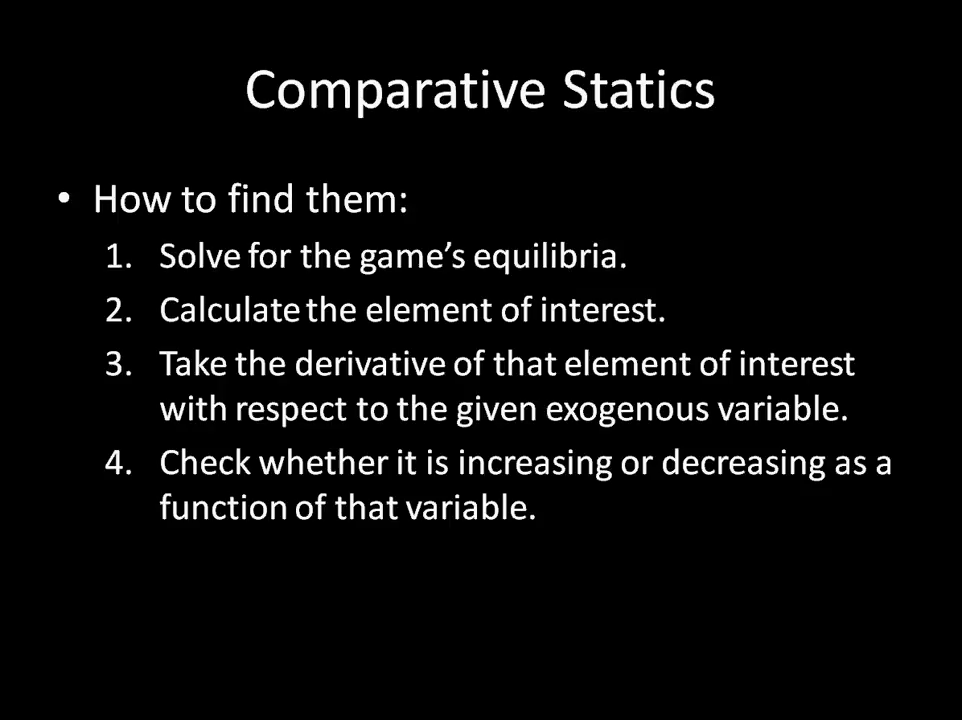 Comparative Statics
• How to find them:
1. Solve for the game's equilibria.
2. Calculate the element of interest.
3. Take the derivative of that element of interest
with respect to the given exogenous variable.
4. Check whether it is increasing or decreasing as a
function of that variable.